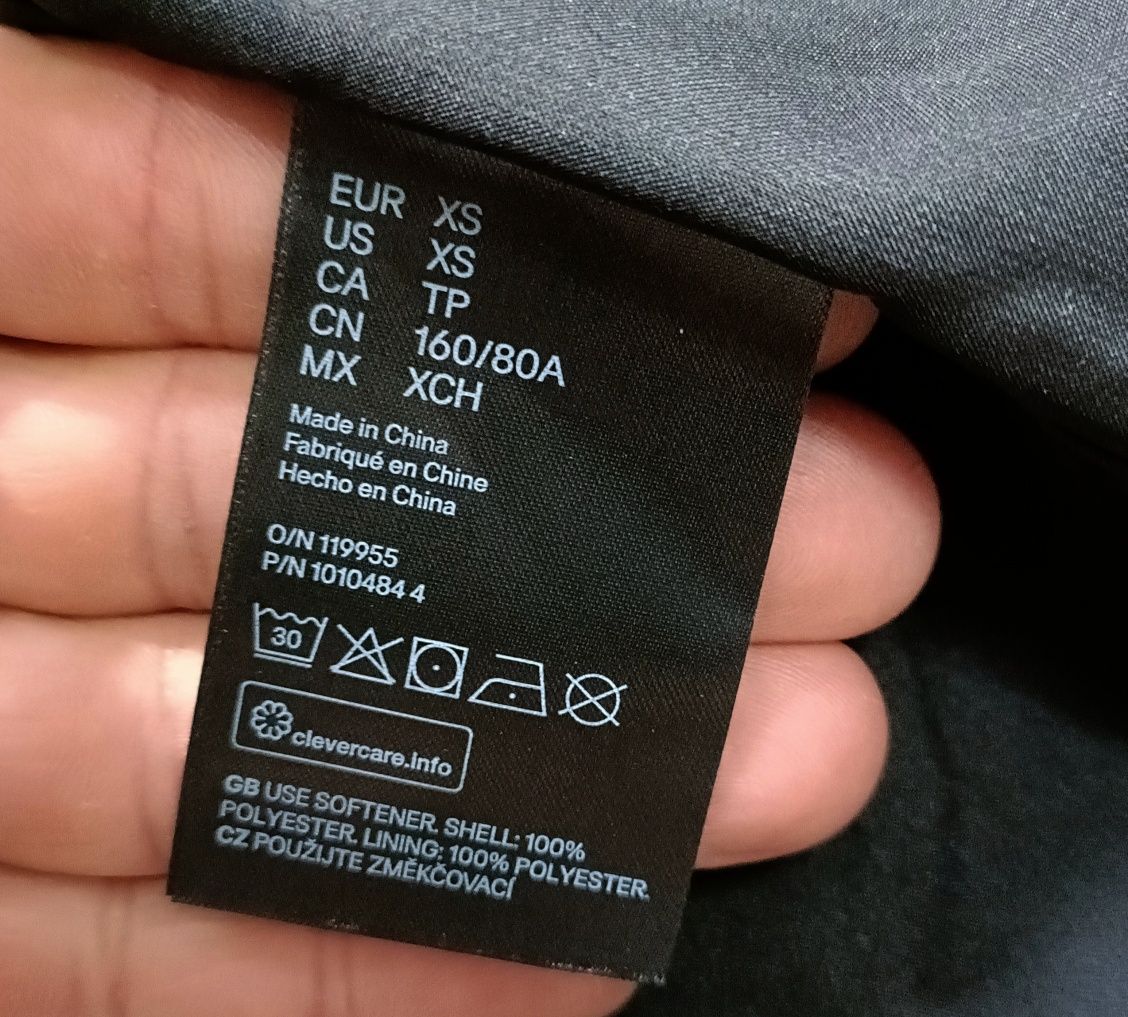 EUR XS
US XS
CA TP
CN 160/80A
MX XCH
Made in China
Fabriqué en Chine
Hecho en China
O/N 119955
P/N 1010484 4
30
clevercare.info
GB USE SOFTENER. SHELL: 100%
POLYESTER. LINING: 100% POLYESTER.
CZ POUŽIJTE ZMĚKČOVACÍ